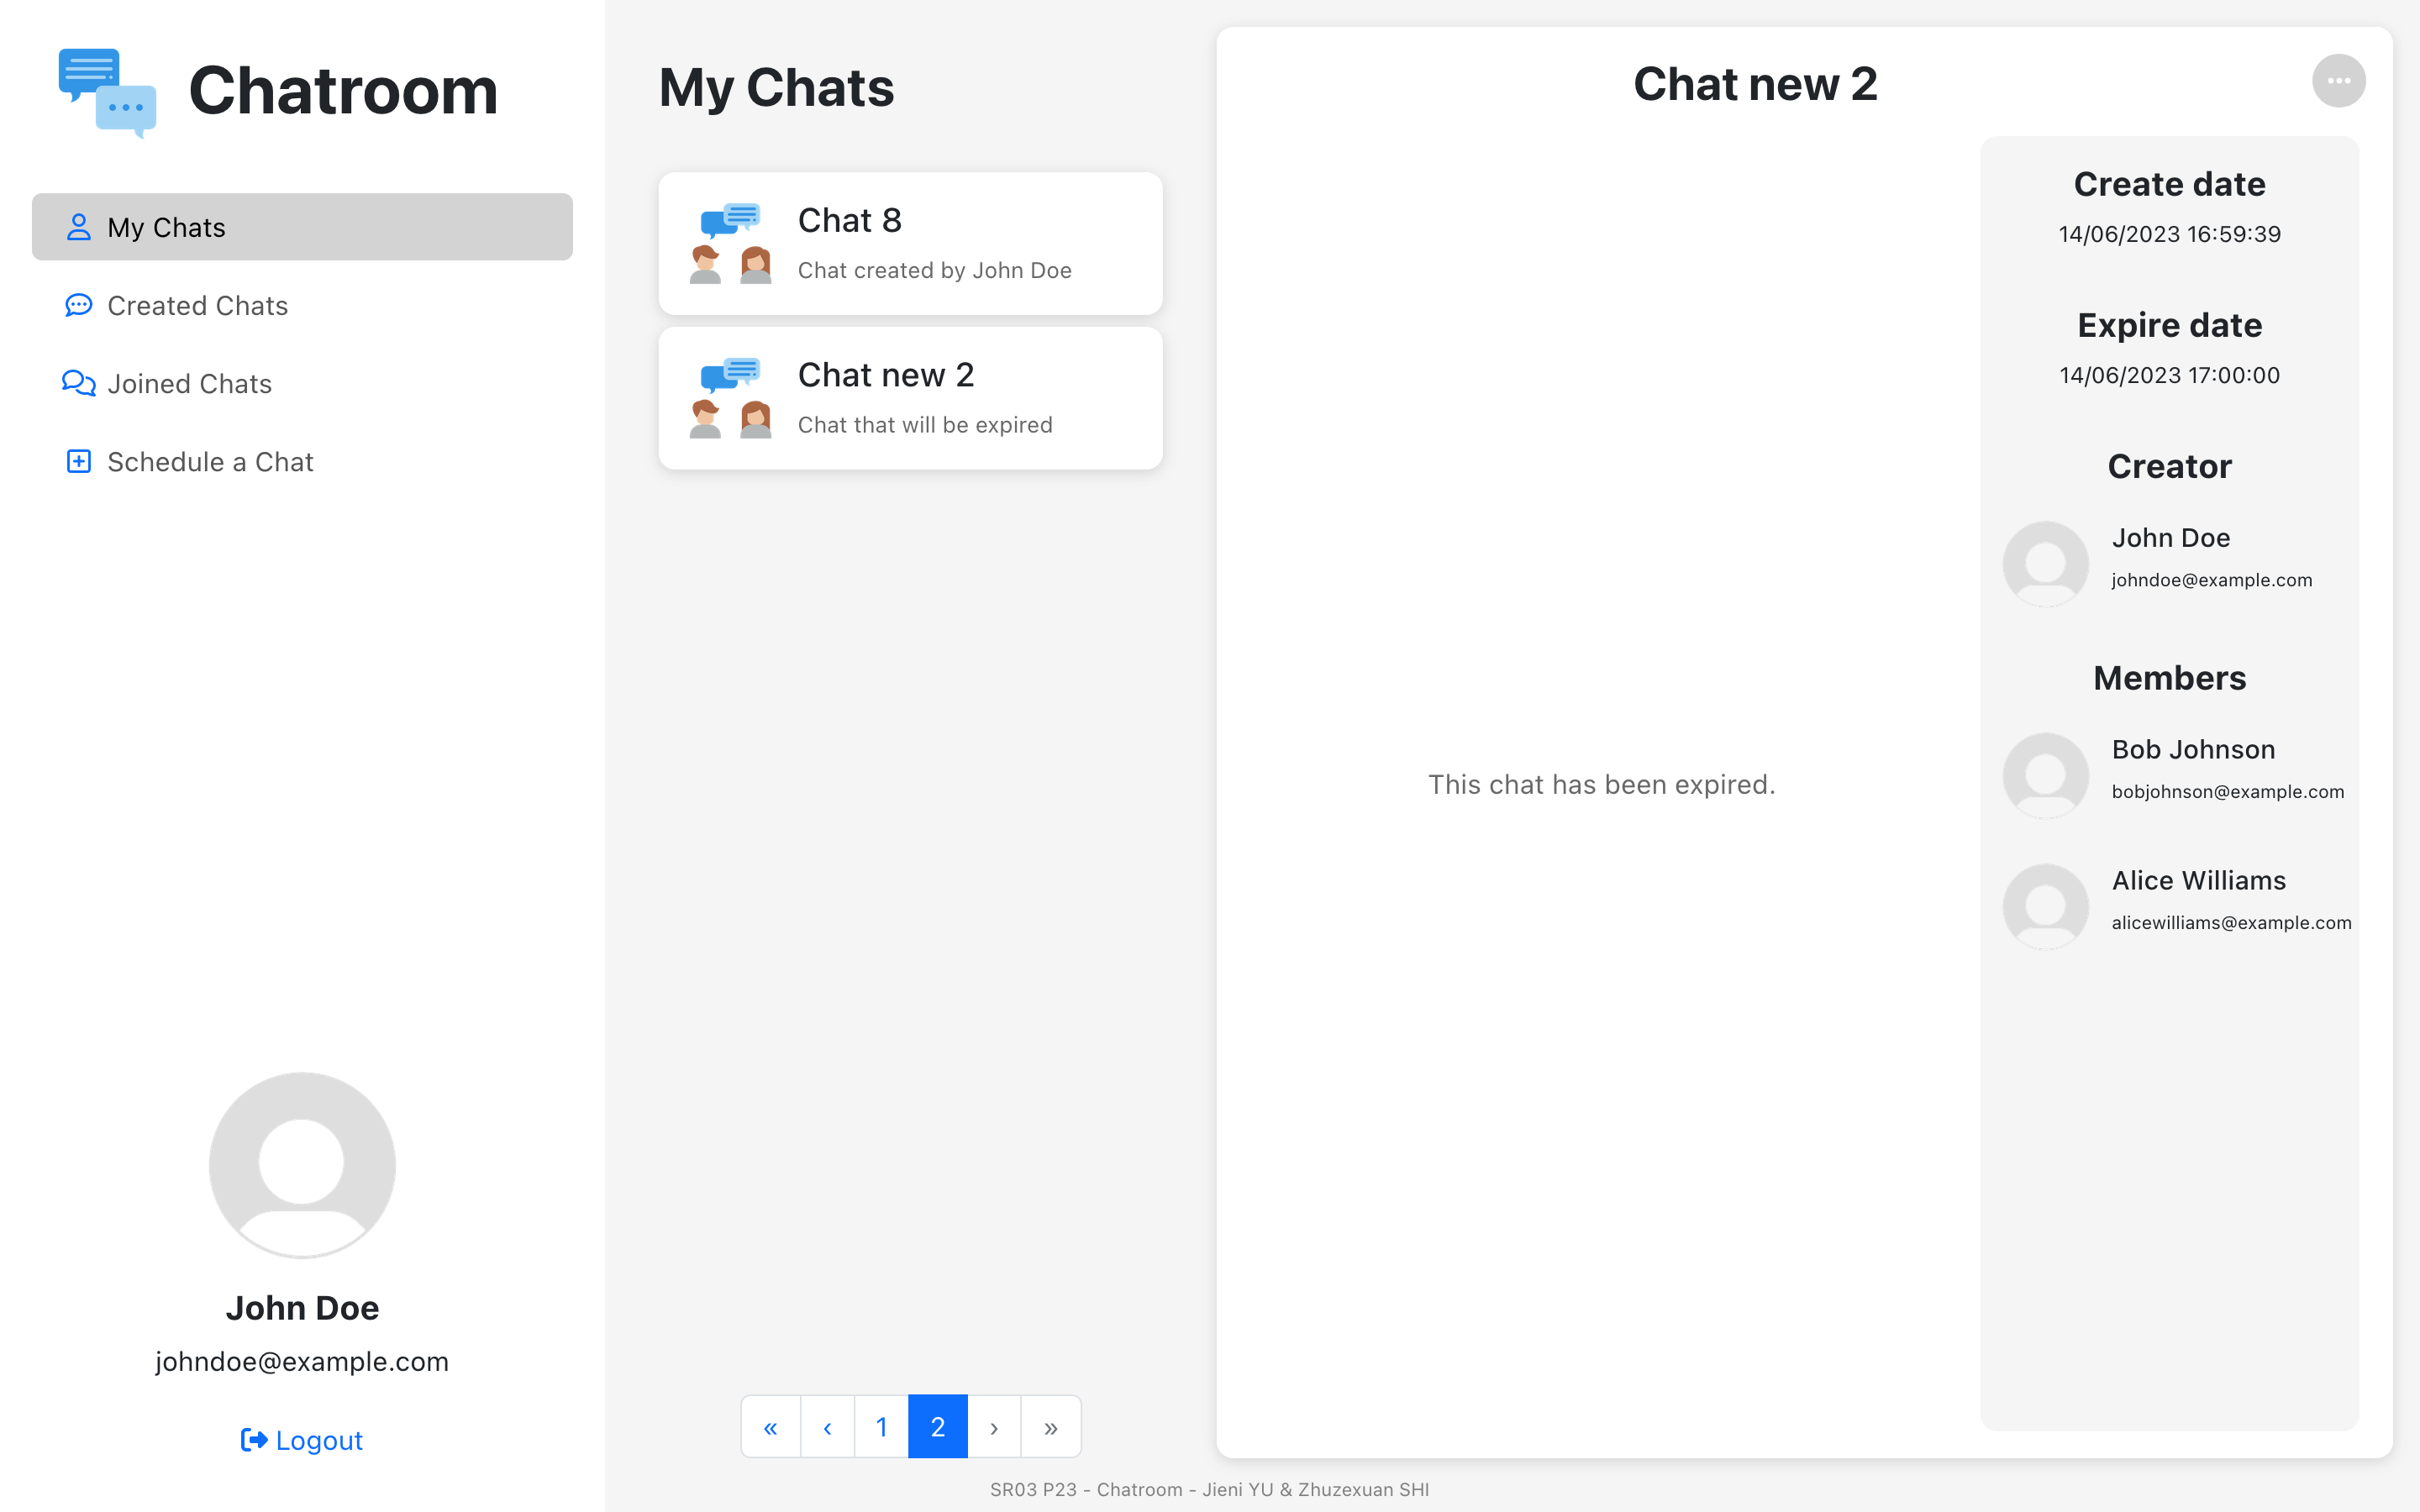 Chatroom
My Chats
Created Chats
Joined Chats
Schedule a Chat
John Doe
johndoe@example.com
Logout
My Chats
Chat 8
Chat created by John Doe
Chat new 2
Chat that will be expired
« ‹ 1 2 › »
Chat new 2
This chat has been expired.
Create date
14/06/2023 16:59:39
Expire date
14/06/2023 17:00:00
Creator
John Doe
johndoe@example.com
Members
Bob Johnson
bobjohnson@example.com
Alice Williams
alicewilliams@example.com
SR03 P23 - Chatroom - Jieni YU & Zhuzexuan SHI